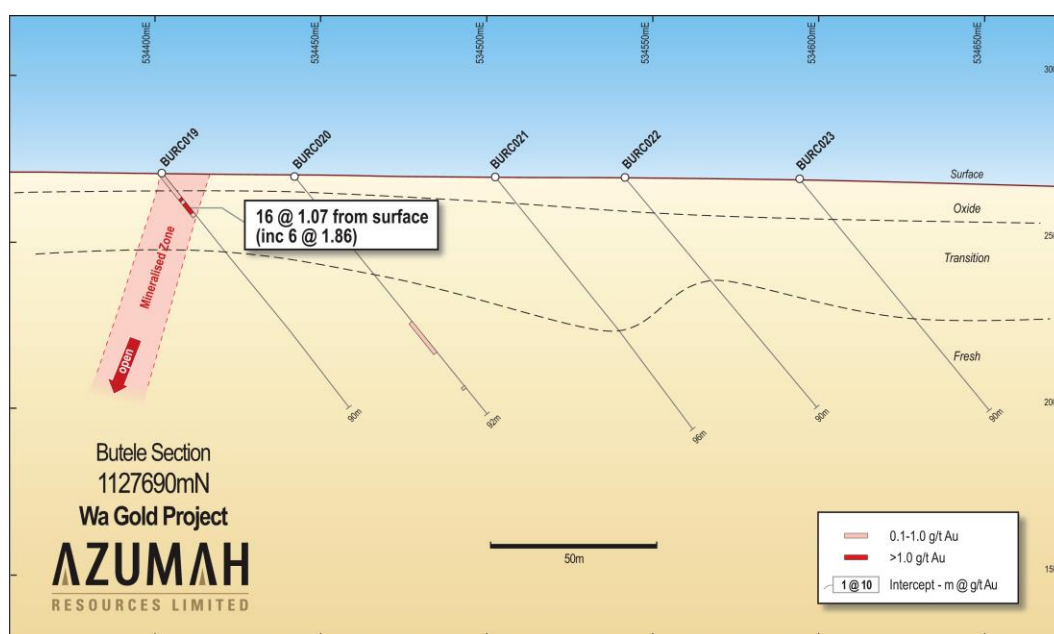 534400mE
534450mE
534500mE
534550mE
534600mE
534650mE
300
BURC019
BURC020
BURC021
BURC022
BURC023
Surface
Oxide
16 @ 1.07 from surface
(inc 6 @ 1.86)
250
Transition
Mineralised Zone
open
Fresh
90m
92m
96m
90m
90m
200
Butele Section
1127690mN
Wa Gold Project
AZUMAH
RESOURCES LIMITED
50m
0.1-1.0 g/t Au
>1.0 g/t Au
1 @ 10 Intercept - m @ g/t Au
150